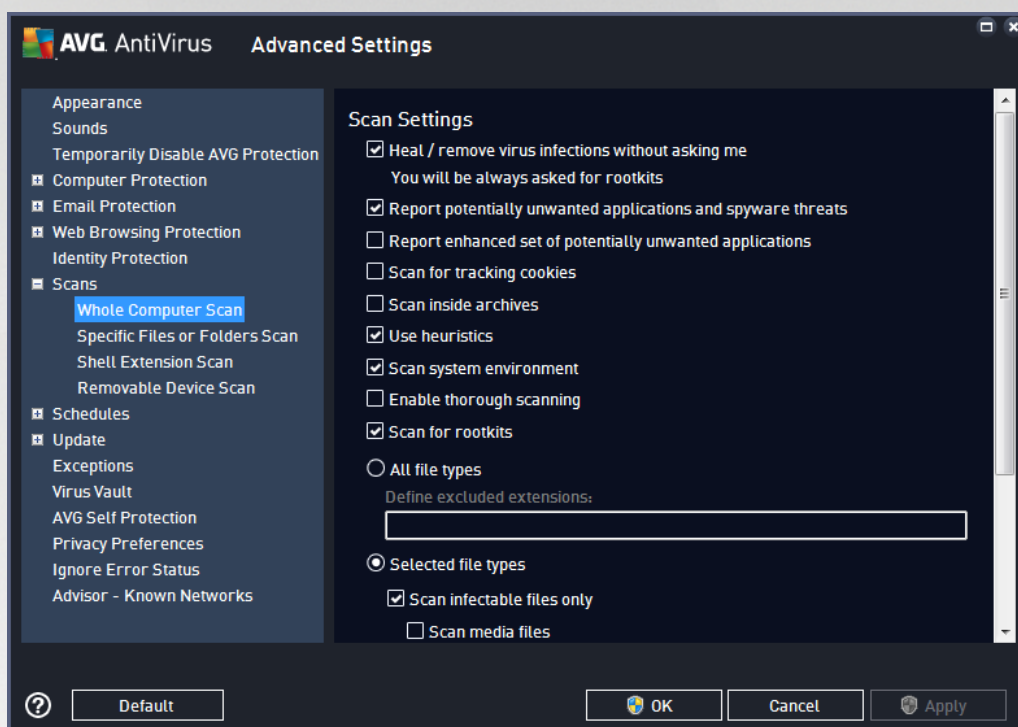 AVG. AntiVirus Advanced Settings
Appearance
Sounds
Temporarily Disable AVG Protection
Computer Protection
Email Protection
Web Browsing Protection
Identity Protection
Scans
Whole Computer Scan
Specific Files or Folders Scan
Shell Extension Scan
Removable Device Scan
Schedules
Update
Exceptions
Virus Vault
AVG Self Protection
Privacy Preferences
Ignore Error Status
Advisor - Known Networks
Scan Settings
Heal / remove virus infections without asking me
You will be always asked for rootkits
Report potentially unwanted applications and spyware threats
Report enhanced set of potentially unwanted applications
Scan for tracking cookies
Scan inside archives
Use heuristics
Scan system environment
Enable thorough scanning
Scan for rootkits
All file types
Define excluded extensions:
Selected file types
Scan infectable files only
Scan media files
? Default OK Cancel Apply